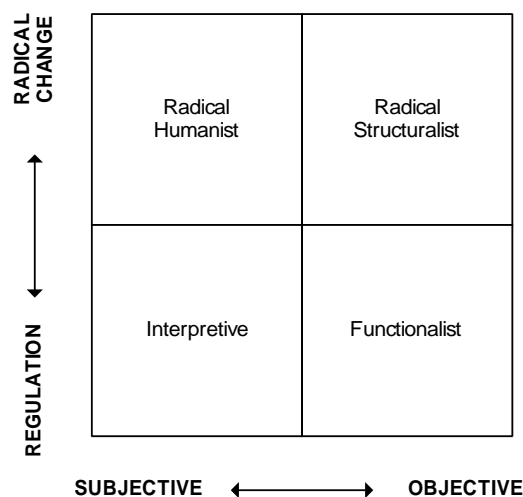 RADICAL
CHANGE
Radical
Humanist
Radical
Structuralist
Interpretive
Functionalist
REGULATION
SUBJECTIVE
OBJECTIVE